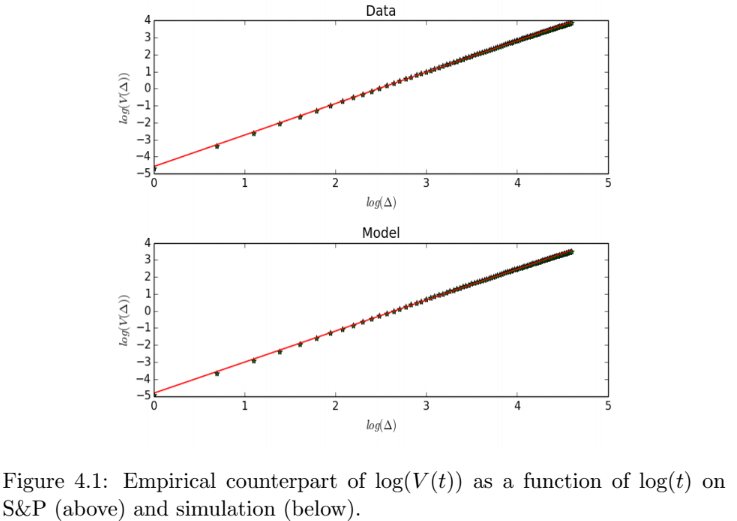 Data
4
3
2
1
0
−1
−2
−3
−4
−5
log(V(Δ))
0 1 2 3 4 5
log(Δ)
Model
4
3
2
1
0
−1
−2
−3
−4
−5
log(V(Δ))
0 1 2 3 4 5
log(Δ)
Figure 4.1: Empirical counterpart of log(V(t)) as a function of log(t) on
S&P (above) and simulation (below).